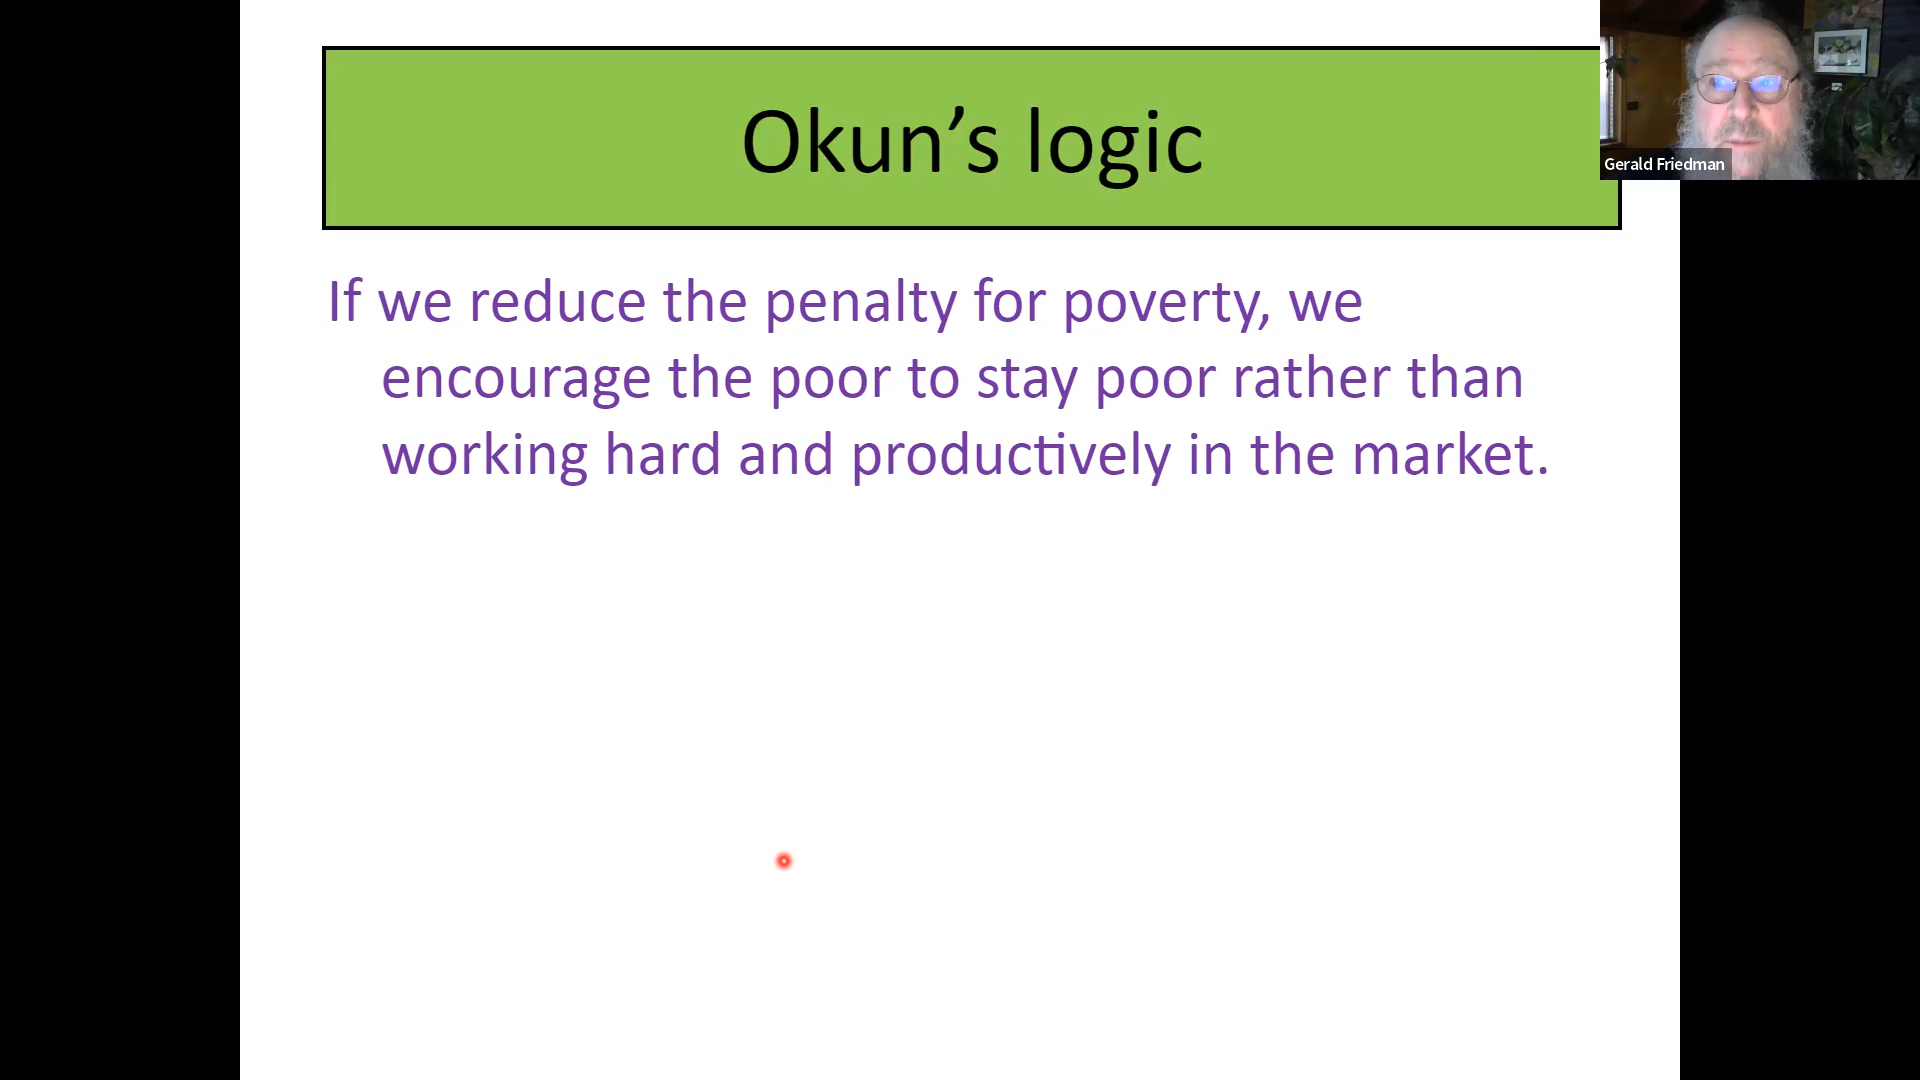 Okun’s logic
Gerald Friedman
If we reduce the penalty for poverty, we
encourage the poor to stay poor rather than
working hard and productively in the market.